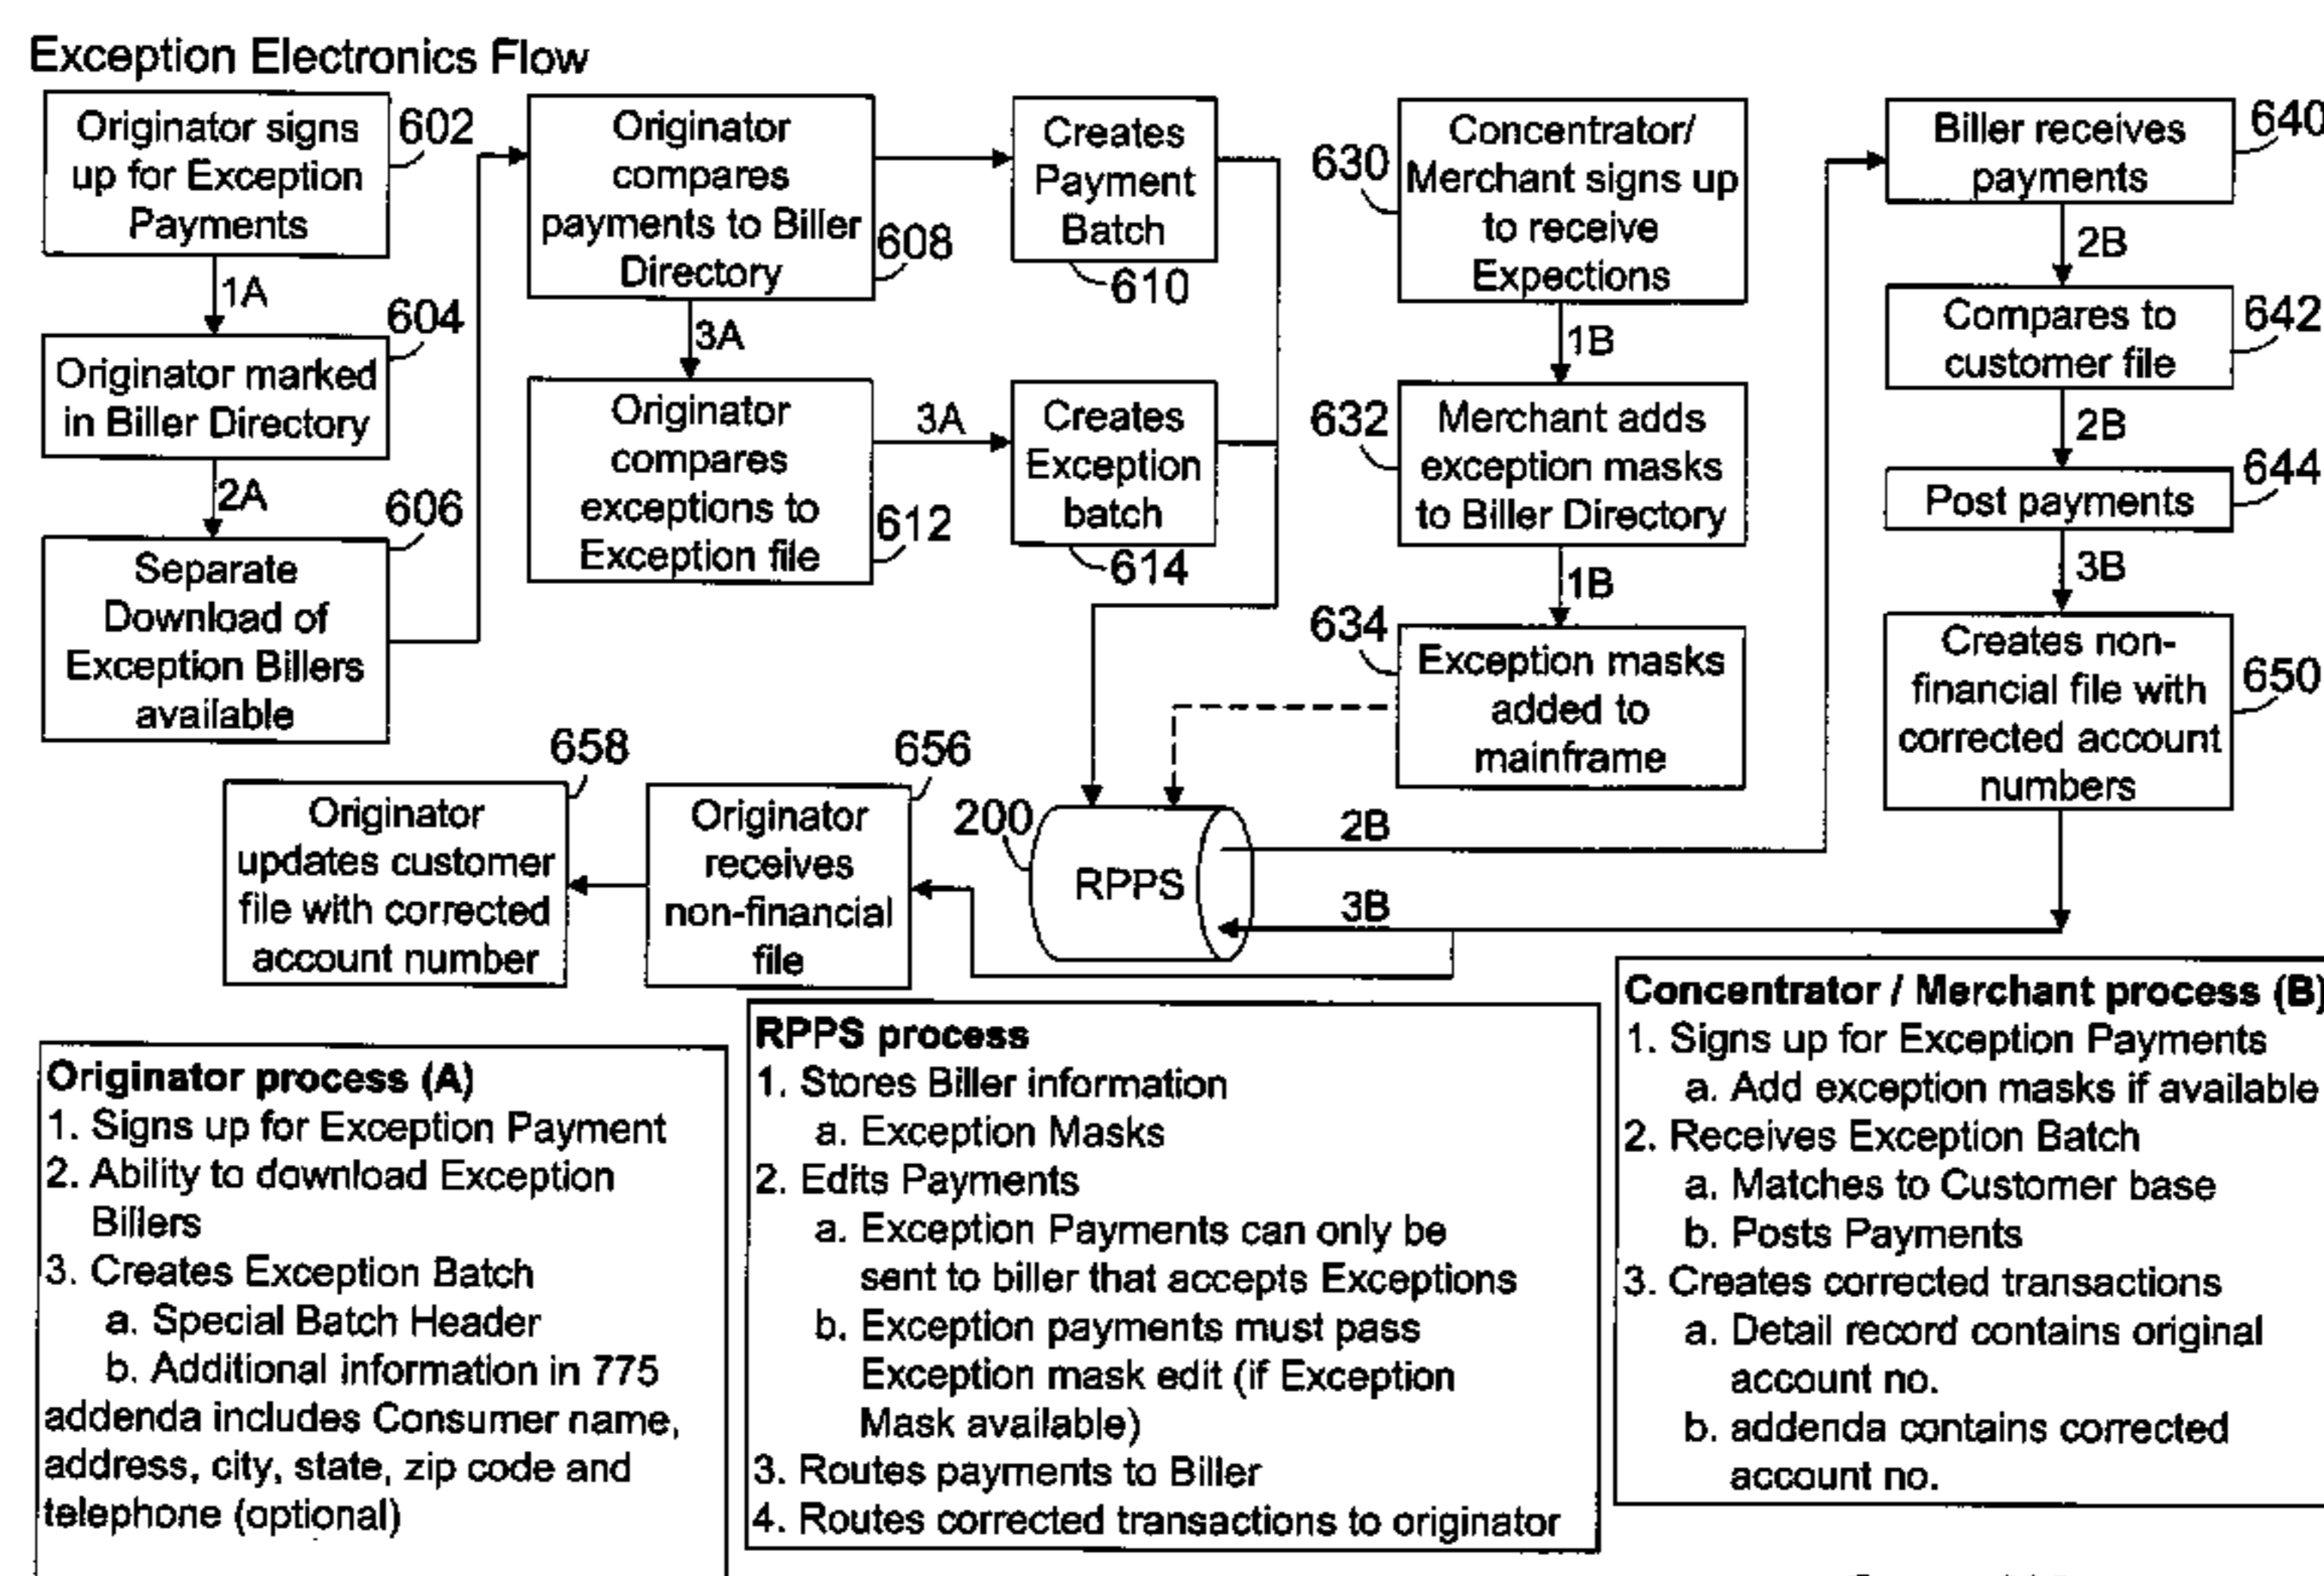 Exception Electronics Flow
Originator signs
up for Exception
Payments
602
1A
Originator marked
in Biller Directory
604
2A
Separate
Download of
Exception Billers
available
606
Originator
compares
payments to Biller
Directory
608
3A
Originator
compares
exceptions to
Exception file
612
3A
Creates
Payment
Batch
610
Creates
Exception
batch
614
630
Concentrator/
Merchant signs up
to receive
Expections
1B
632
Merchant adds
exception masks
to Biller Directory
1B
634
Exception masks
added to
mainframe
Biller receives
payments
640
2B
Compares to
customer file
642
2B
Post payments
644
3B
Creates non-
financial file with
corrected account
numbers
650
658
Originator
updates customer
file with corrected
account number
656
Originator
receives
non-financial
file
200
RPPS
2B
3B
Originator process (A)
1. Signs up for Exception Payment
2. Ability to download Exception
Billers
3. Creates Exception Batch
a. Special Batch Header
b. Additional information in 775
addenda includes Consumer name,
address, city, state, zip code and
telephone (optional)
RPPS process
1. Stores Biller information
a. Exception Masks
2. Edits Payments
a. Exception Payments can only be
sent to biller that accepts Exceptions
b. Exception payments must pass
Exception mask edit (if Exception
Mask available)
3. Routes payments to Biller
4. Routes corrected transactions to originator
Concentrator / Merchant process (B)
1. Signs up for Exception Payments
a. Add exception masks if available
2. Receives Exception Batch
a. Matches to Customer base
b. Posts Payments
3. Creates corrected transactions
a. Detail record contains original
account no.
b. addenda contains corrected
account no.